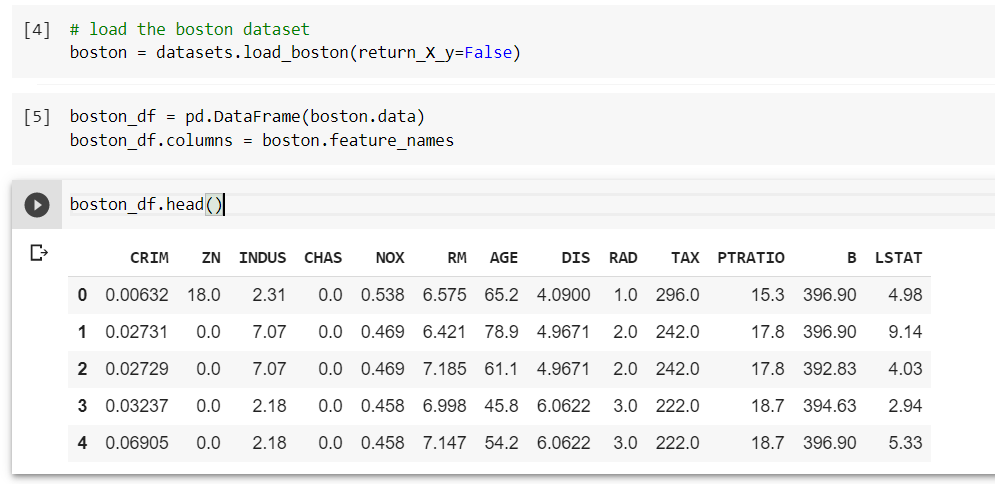 [4] # load the boston dataset
boston = datasets.load_boston(return_X_y=False)
[5] boston_df = pd.DataFrame(boston.data)
boston_df.columns = boston.feature_names
boston_df.head()
CRIM ZN INDUS CHAS NOX RM AGE DIS RAD TAX PTRATIO B LSTAT
0 0.00632 18.0 2.31 0.0 0.538 6.575 65.2 4.0900 1.0 296.0 15.3 396.90 4.98
1 0.02731 0.0 7.07 0.0 0.469 6.421 78.9 4.9671 2.0 242.0 17.8 396.90 9.14
2 0.02729 0.0 7.07 0.0 0.469 7.185 61.1 4.9671 2.0 242.0 17.8 392.83 4.03
3 0.03237 0.0 2.18 0.0 0.458 6.998 45.8 6.0622 3.0 222.0 18.7 394.63 2.94
4 0.06905 0.0 2.18 0.0 0.458 7.147 54.2 6.0622 3.0 222.0 18.7 396.90 5.33